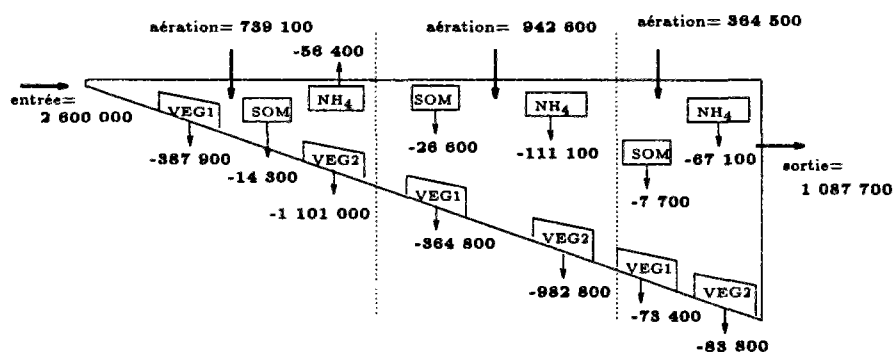 aération= 739 100
aération= 942 600
aération= 364 500
-56 400
entrée=
2 600 000
VEG1
SOM
NH4
SOM
NH4
NH4
-387 900
-14 300
VEG2
-26 600
-111 100
SOM
-67 100
sortie=
1 087 700
-1 101 000
VEG1
-7 700
-364 800
VEG2
VEG1
VEG2
-982 800
-73 400
-83 800